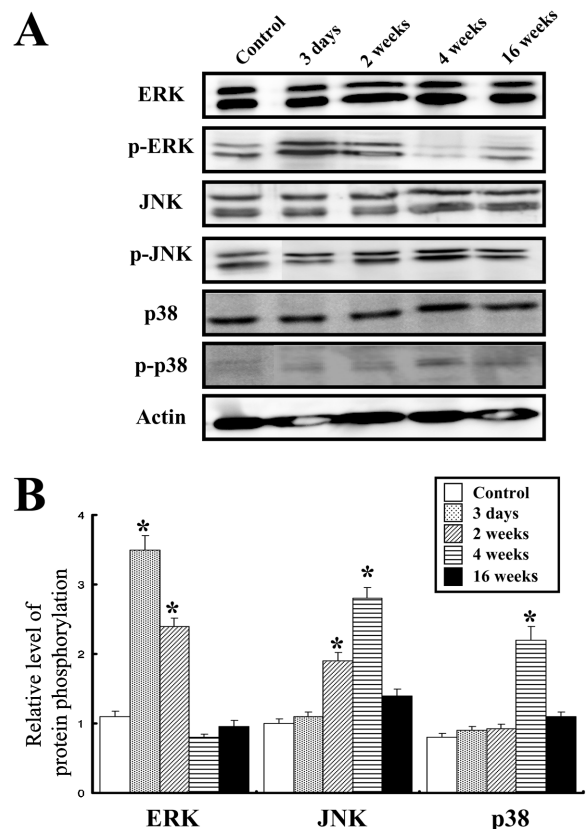 A
Control
3 days
2 weeks
4 weeks
16 weeks
ERK
p-ERK
JNK
p-JNK
p38
p-p38
Actin
B
Control
3 days
2 weeks
4 weeks
16 weeks
Relative level of
protein phosphorylation
4
3
2
1
0
*
*
*
*
*
ERK
JNK
p38